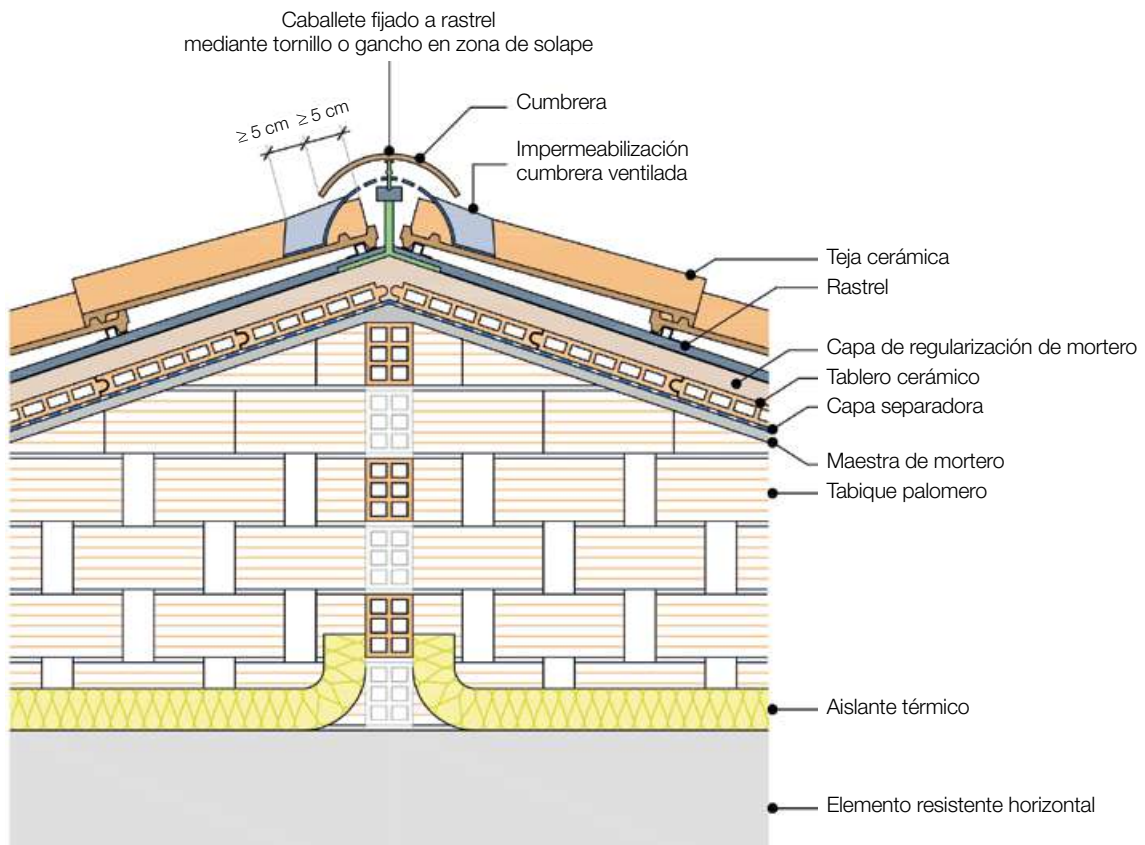 Caballete fijado a rastrel
mediante tornillo o gancho en zona de solape
≥ 5 cm ≥ 5 cm
Cumbrera
Impermeabilización
cumbrera ventilada
Teja cerámica
Rastrel
Capa de regularización de mortero
Tablero cerámico
Capa separadora
Maestra de mortero
Tabique palomero
Aislante térmico
Elemento resistente horizontal